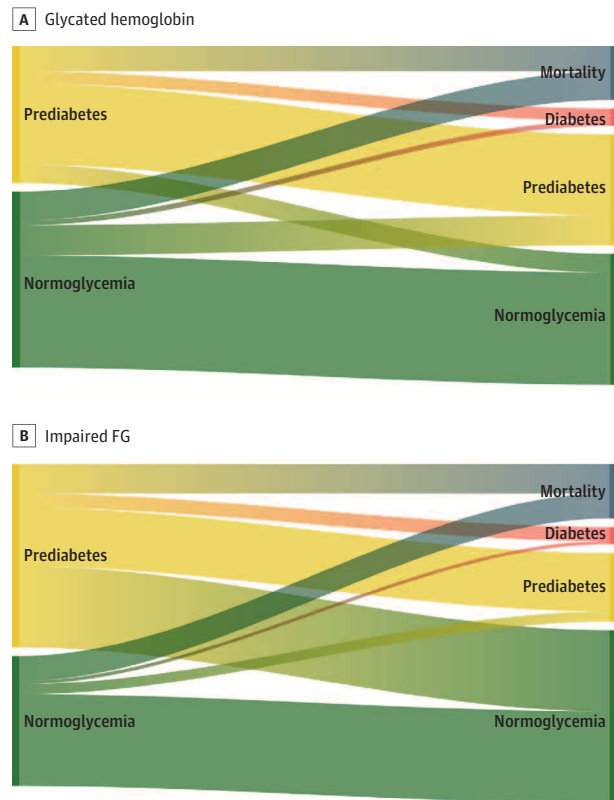 A Glycated hemoglobin
Mortality
Prediabetes
Diabetes
Prediabetes
Normoglycemia
Normoglycemia
B Impaired FG
Mortality
Diabetes
Prediabetes
Prediabetes
Normoglycemia
Normoglycemia